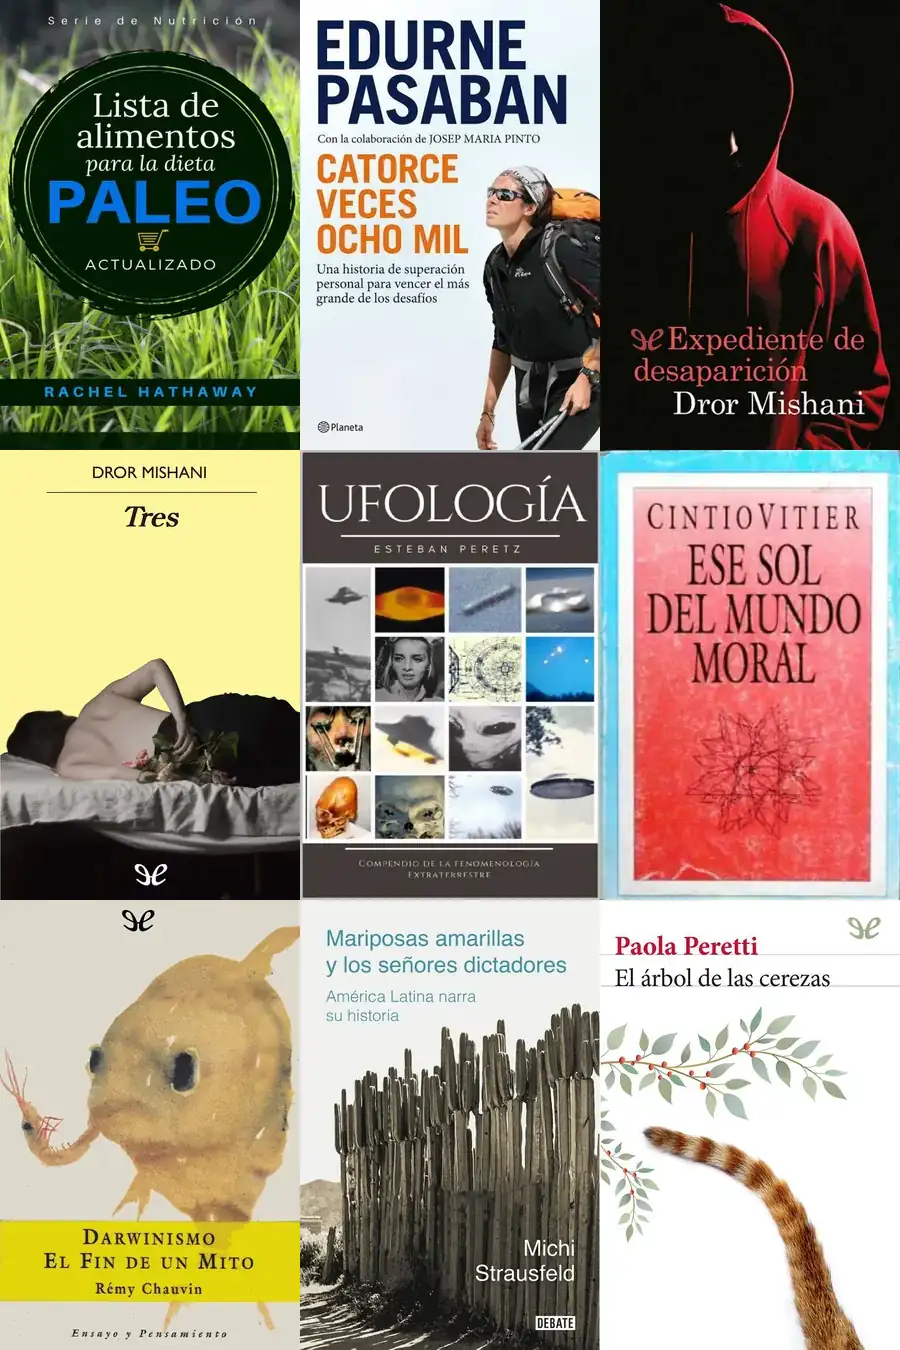 Serie de Nutrición
Lista de
alimentos
para la dieta
PALEO
ACTUALIZADO
RACHEL HATHAWAY
EDURNE
PASABAN
Con la colaboración de JOSEP MARIA PINTO
CATORCE
VECES
OCHO MIL
Una historia de superación
personal para vencer el más
grande de los desafíos
Planeta
Expediente de
desaparición
Dror Mishani
DROR MISHANI
Tres
UFOLOGÍA
ESTEBAN PERETZ
COMPENDIO DE LA FENOMENOLOGÍA
EXTRATERRESTRE
CINTIO VITIER
ESE SOL
DEL MUNDO
MORAL
DARWINISMO
EL FIN DE UN MITO
Rémy Chauvin
Ensayo y Pensamiento
Mariposas amarillas
y los señores dictadores
América Latina narra
su historia
Michi
Strausfeld
DEBATE
Paola Peretti
El árbol de las cerezas